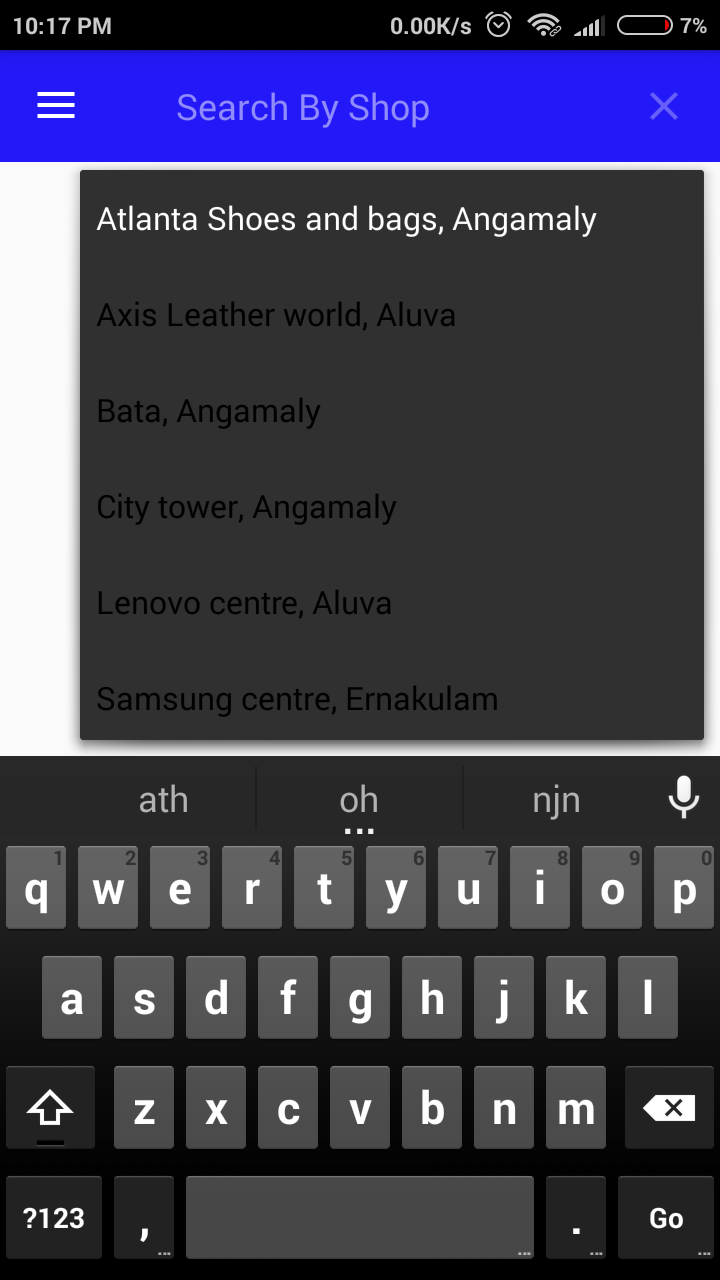 10:17 PM 0.00K/s 7%
Search By Shop
Atlanta Shoes and bags, Angamaly
Axis Leather world, Aluva
Bata, Angamaly
City tower, Angamaly
Lenovo centre, Aluva
Samsung centre, Ernakulam
ath oh njn
1 2 3 4 5 6 7 8 9 0
q w e r t y u i o p
a s d f g h j k l
z x c v b n m
?123 , . Go